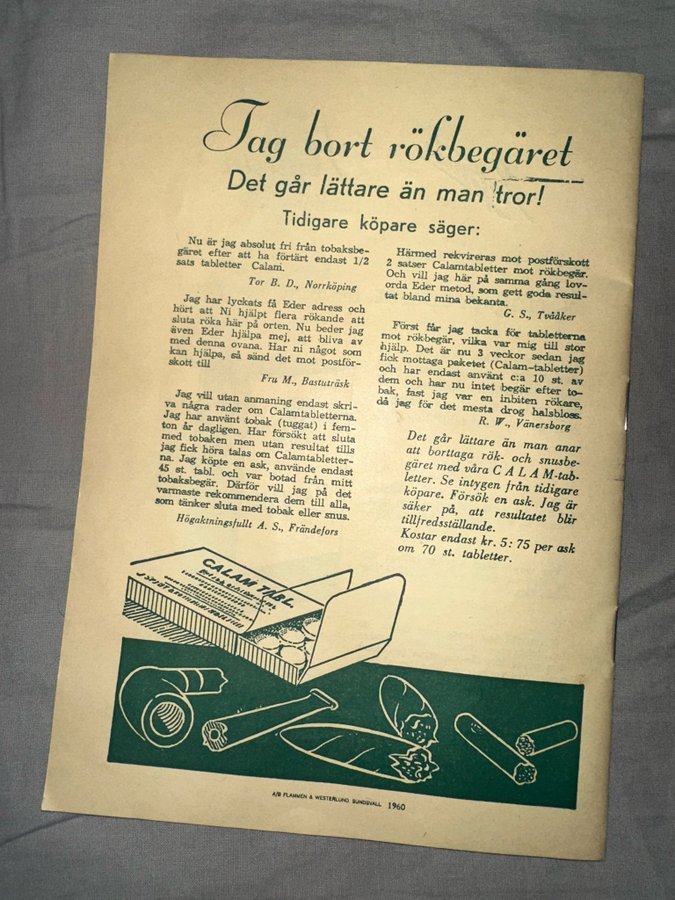 Tag bort rökbegäret
Det går lättare än man tror!
Tidigare köpare säger:
Nu är jag absolut fri från tobaksbe-
gäret efter att ha förtärt endast 1/2
sats tabletter Calam.
Tor B. D., Norrköping
Jag har lyckats få Eder adress och
hört att Ni hjälpt flera rökande att
sluta röka här på orten. Nu beder jag
även Eder hjälpa mej, att bliva av
med denna ovana. Har ni något som
kan hjälpa, så sänd det mot postför-
skott till
Fru M., Bastuträsk
Jag vill utan anmaning endast skri-
va några rader om Calamtabletterna.
Jag har använt tobak (tuggat) i fem-
ton år dagligen. Har försökt att sluta
med tobaken men utan resultat tills
jag fick höra talas om Calamtabletter-
na. Jag köpte en ask, använde endast
45 st. tabl. och var botad från mitt
tobaksbegär. Därför vill jag på det
varmaste rekommendera dem till alla,
som tänker sluta med tobak eller snus.
Högaktningsfullt A. S., Frändefors
Härmed rekvireras mot postförskott
2 satser Calamtabletter mot rökbegär.
Och vill jag här på samma gång lov-
orda Eder metod, som gett goda resul-
tat bland mina bekanta.
G. S., Tvååker
Först får jag tacka för tabletterna
mot rökbegär, vilka var mig till stor
hjälp. Det är nu 3 veckor sedan jag
fick mottaga paketet (Calam-tabletter)
och har endast använt c:a 10 st. av
dem och har nu intet begär efter to-
bak, fast jag var en inbiten rökare,
då jag för det mesta drog halsbloss.
R. W., Vänersborg
Det går lättare än man anar
att borttaga rök- och snusbe-
gäret med våra CALAM-tab-
letter. Se intygen från tidigare
köpare. Försök en ask. Jag är
säker på, att resultatet blir
tillfredsställande.
Kostar endast kr. 5:75 per ask
om 70 st. tabletter.
CALAM TABL.
A/B FLAMMEN & WESTERLUND, SUNDSVALL 1960